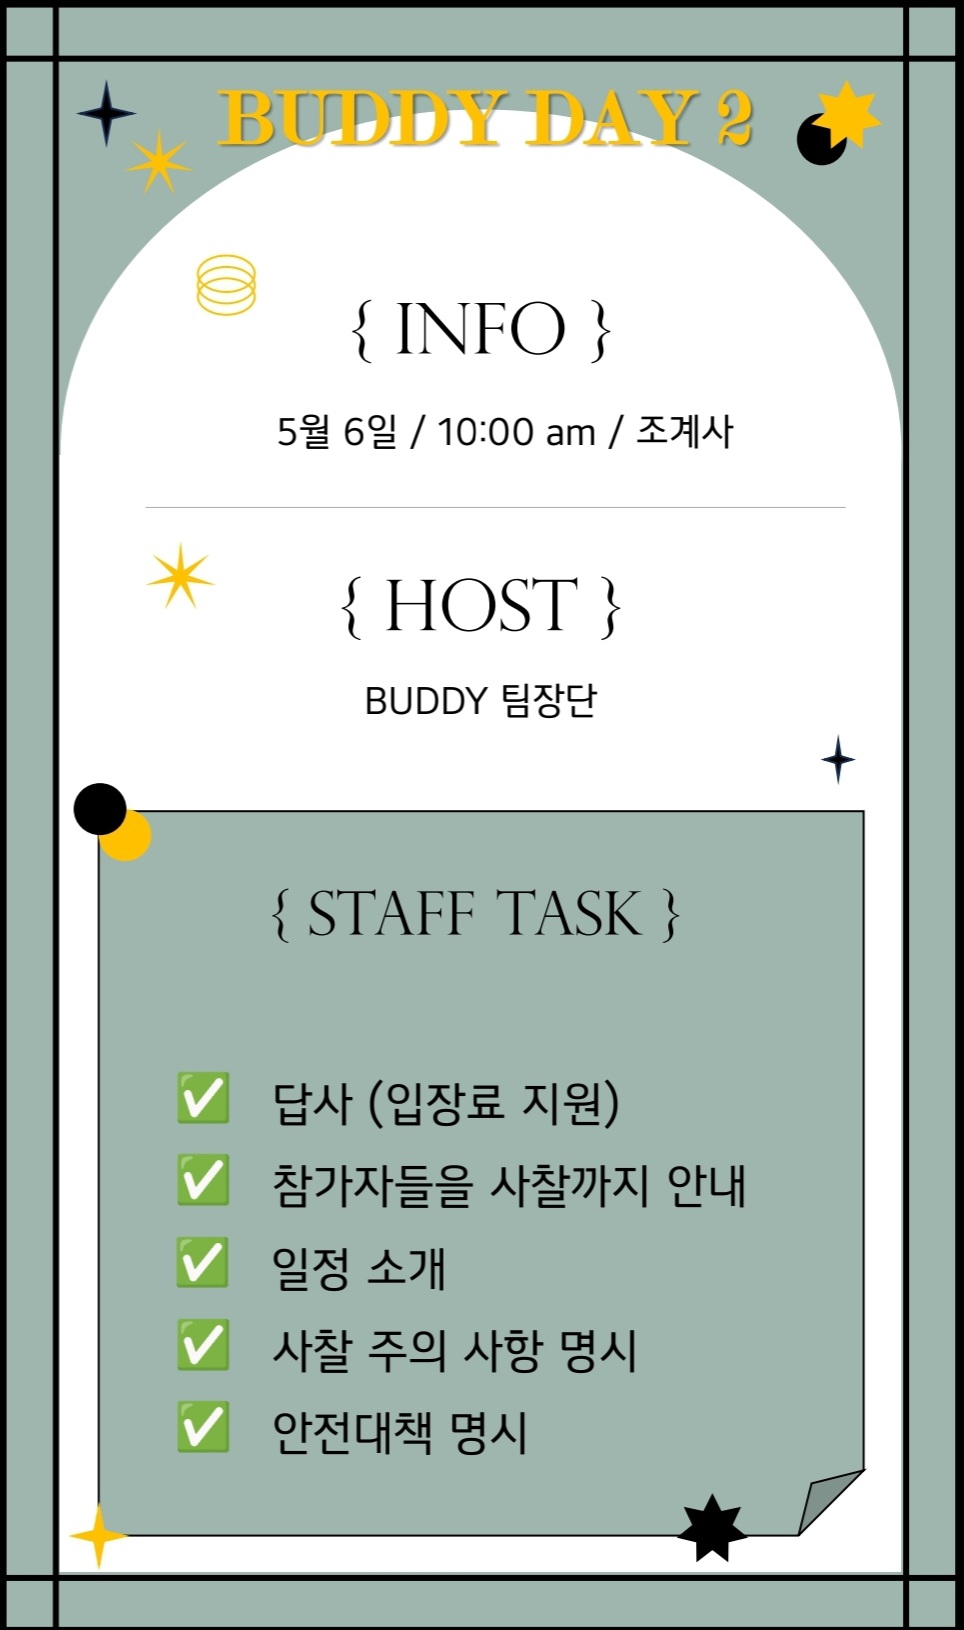 BUDDY DAY 2
{ INFO }
5월 6일 / 10:00 am / 조계사
{ HOST }
BUDDY 팀장단
{ STAFF TASK }
✅ 답사 (입장료 지원)
✅ 참가자들을 사찰까지 안내
✅ 일정 소개
✅ 사찰 주의 사항 명시
✅ 안전대책 명시